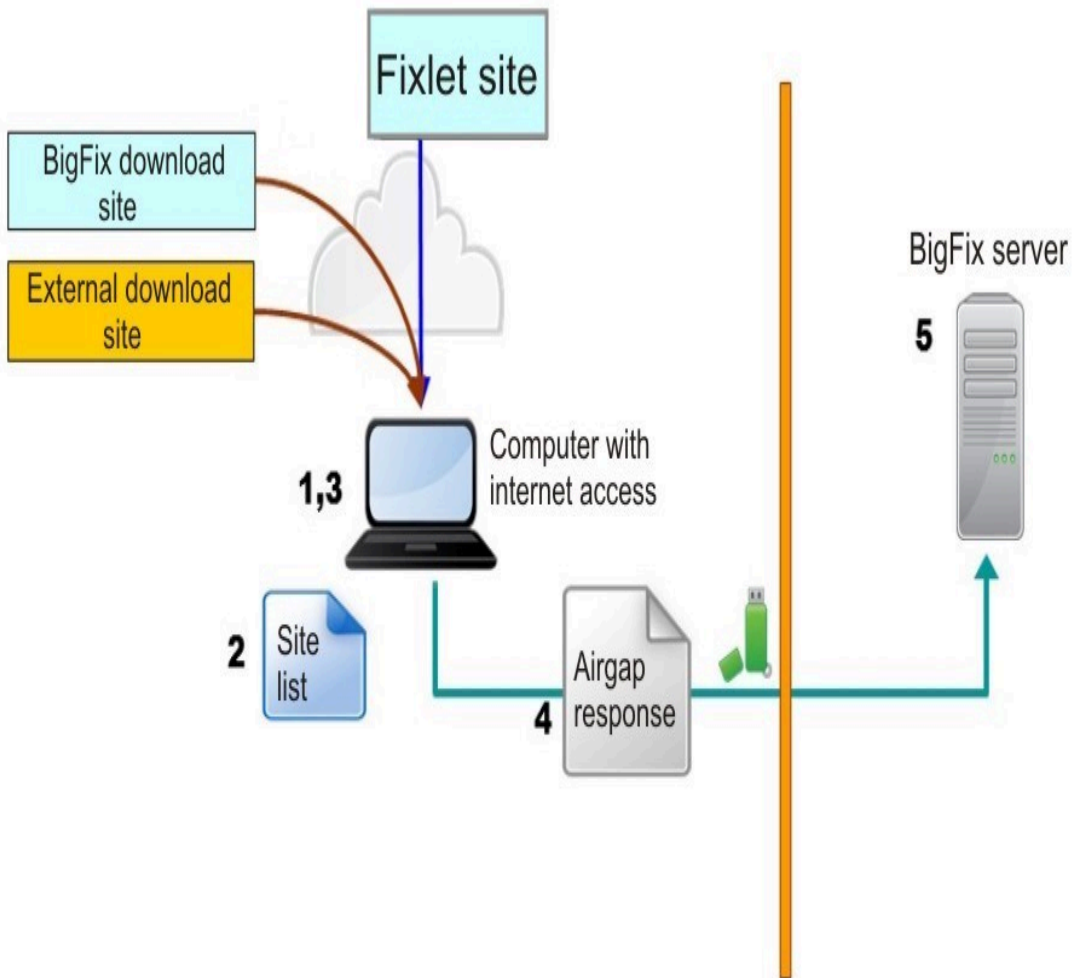 Fixlet site
BigFix download
site
External download
site
BigFix server
5
Computer with
internet access
1,3
2
Site
list
Airgap
response
4